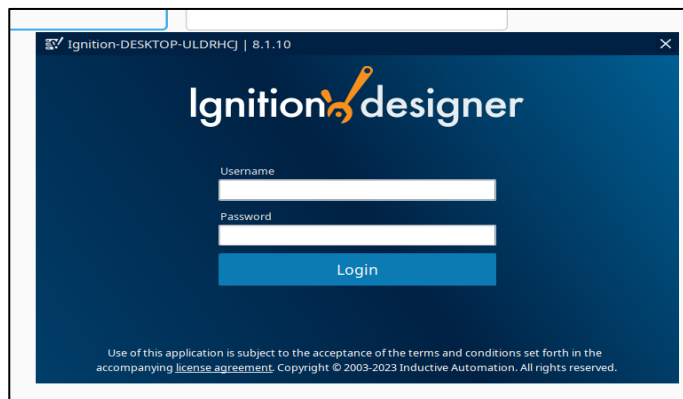 Ignition-DESKTOP-ULDRHCJ | 8.1.10
Ignition designer
Username
Password
Login
Use of this application is subject to the acceptance of the terms and conditions set forth in the
accompanying license agreement. Copyright © 2003-2023 Inductive Automation. All rights reserved.